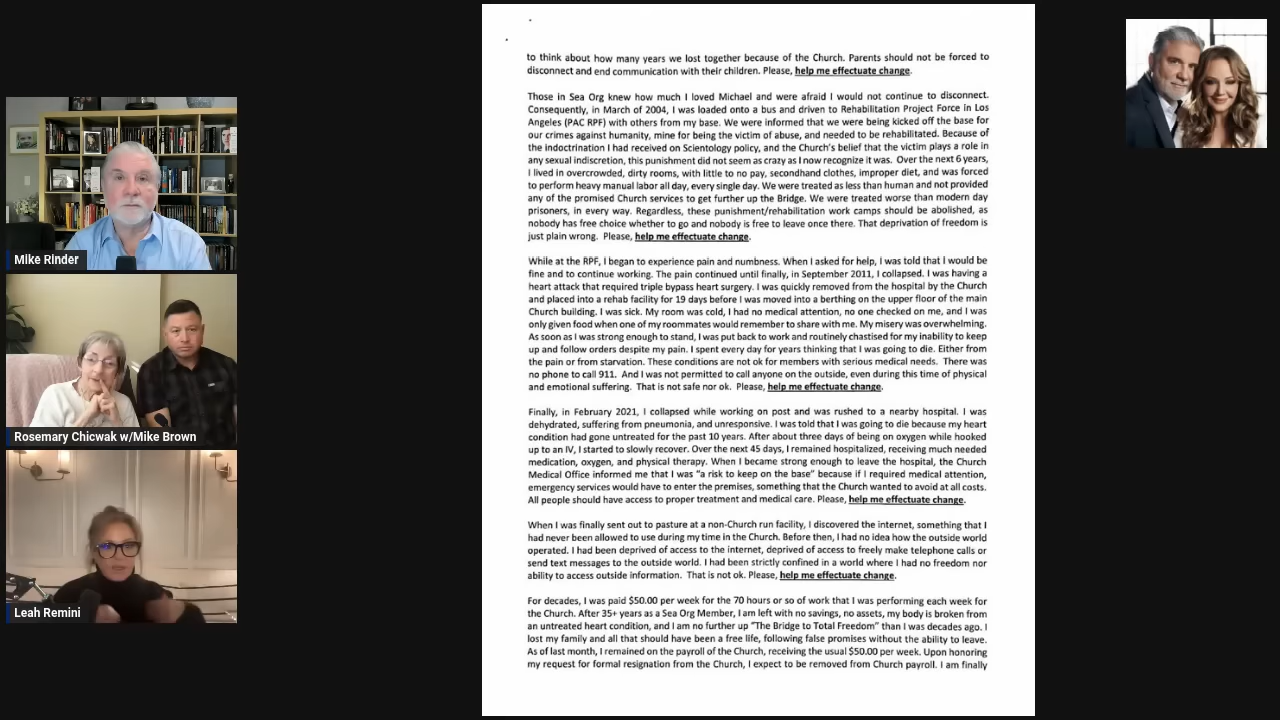 to think about how many years we lost together because of the Church. Parents should not be forced to
disconnect and end communication with their children. Please, help me effectuate change.
Those in Sea Org knew how much I loved Michael and were afraid I would not continue to disconnect.
Consequently, in March of 2004, I was loaded onto a bus and driven to Rehabilitation Project Force in Los
Angeles (PAC RPF) with others from my base. We were informed that we were being kicked off the base for
our crimes against humanity, mine for being the victim of abuse, and needed to be rehabilitated. Because of
the indoctrination I had received on Scientology policy, and the Church's belief that the victim plays a role in
any sexual indiscretion, this punishment did not seem as crazy as I now recognize it was. Over the next 6 years,
I lived in overcrowded, dirty rooms, with little to no pay, secondhand clothes, improper diet, and was forced
to perform heavy manual labor all day, every single day. We were treated as less than human and not provided
any of the promised Church services to get further up the Bridge. We were treated worse than modern day
prisoners, in every way. Regardless, these punishment/rehabilitation work camps should be abolished, as
nobody has free choice whether to go and nobody is free to leave once there. That deprivation of freedom is
just plain wrong. Please, help me effectuate change.
While at the RPF, I began to experience pain and numbness. When I asked for help, I was told that I would be
fine and to continue working. The pain continued until finally, in September 2011, I collapsed. I was having a
heart attack that required triple bypass heart surgery. I was quickly removed from the hospital by the Church
and placed into a rehab facility for 19 days before I was moved into a berthing on the upper floor of the main
Church building. I was sick. My room was cold, I had no medical attention, no one checked on me, and I was
only given food when one of my roommates would remember to share with me. My misery was overwhelming.
As soon as I was strong enough to stand, I was put back to work and routinely chastised for my inability to keep
up and follow orders despite my pain. I spent every day for years thinking that I was going to die. Either from
the pain or from starvation. These conditions are not ok for members with serious medical needs. There was
no phone to call 911. And I was not permitted to call anyone on the outside, even during this time of physical
and emotional suffering. That is not safe nor ok. Please, help me effectuate change.
Finally, in February 2021, I collapsed while working on post and was rushed to a nearby hospital. I was
dehydrated, suffering from pneumonia, and unresponsive. I was told that I was going to die because my heart
condition had gone untreated for the past 10 years. After about three days of being on oxygen while hooked
up to an IV, I started to slowly recover. Over the next 45 days, I remained hospitalized, receiving much needed
medication, oxygen, and physical therapy. When I became strong enough to leave the hospital, the Church
Medical Office informed me that I was "a risk to keep on the base" because if I required medical attention,
emergency services would have to enter the premises, something that the Church wanted to avoid at all costs.
All people should have access to proper treatment and medical care. Please, help me effectuate change.
When I was finally sent out to pasture at a non-Church run facility, I discovered the internet, something that I
had never been allowed to use during my time in the Church. Before then, I had no idea how the outside world
operated. I had been deprived of access to the internet, deprived of access to freely make telephone calls or
send text messages to the outside world. I had been strictly confined in a world where I had no freedom nor
ability to access outside information. That is not ok. Please, help me effectuate change.
For decades, I was paid $50.00 per week for the 70 hours or so of work that I was performing each week for
the Church. After 35+ years as a Sea Org Member, I am left with no savings, no assets, my body is broken from
an untreated heart condition, and I am no further up "The Bridge to Total Freedom" than I was decades ago. I
lost my family and all that should have been a free life, following false promises without the ability to leave.
As of last month, I remained on the payroll of the Church, receiving the usual $50.00 per week. Upon honoring
my request for formal resignation from the Church, I expect to be removed from Church payroll. I am finally
Mike Rinder
Rosemary Chicwak w/Mike Brown
Leah Remini